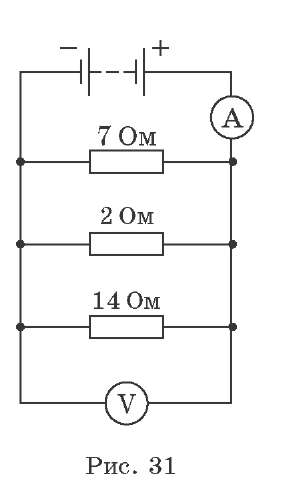 − +
A
7 Ом
2 Ом
14 Ом
V
Рис. 31